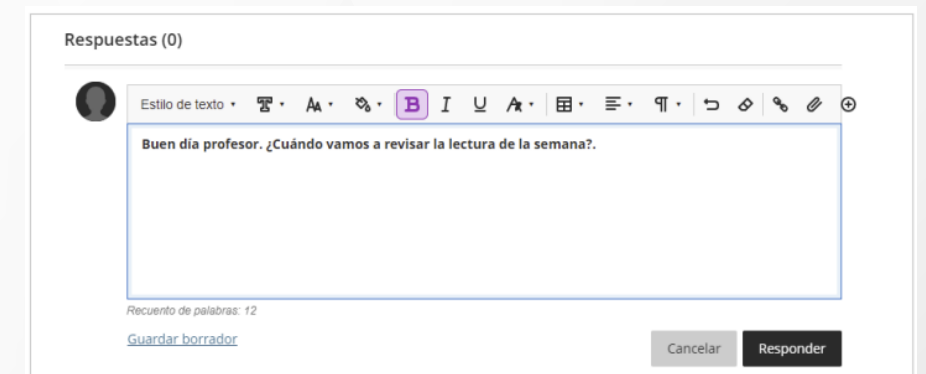 Respuestas (0)
Estilo de texto
B I U
Buen día profesor. ¿Cuándo vamos a revisar la lectura de la semana?.
Recuento de palabras: 12
Guardar borrador
Cancelar Responder